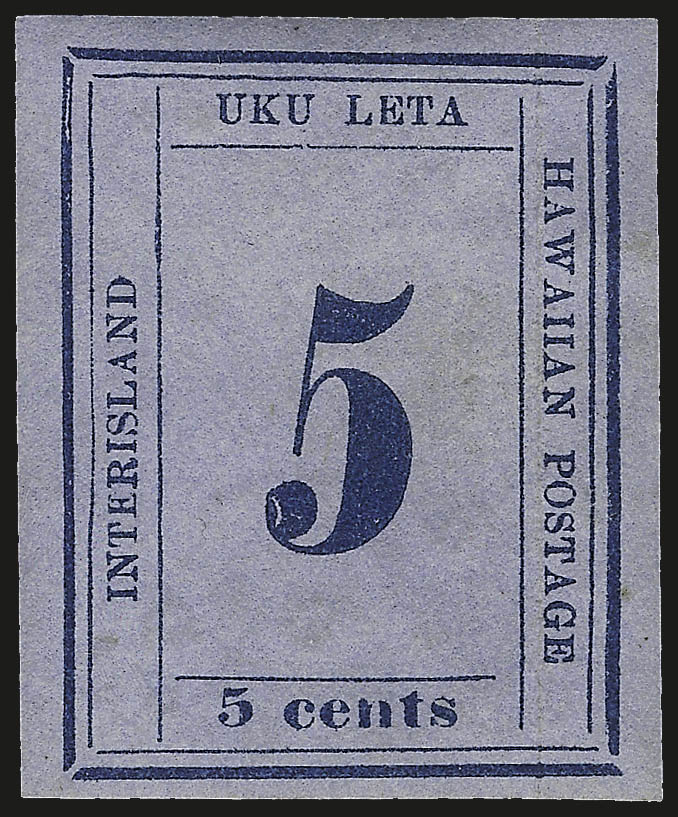 UKU LETA
INTERISLAND
HAWAIIAN POSTAGE
5
5 cents